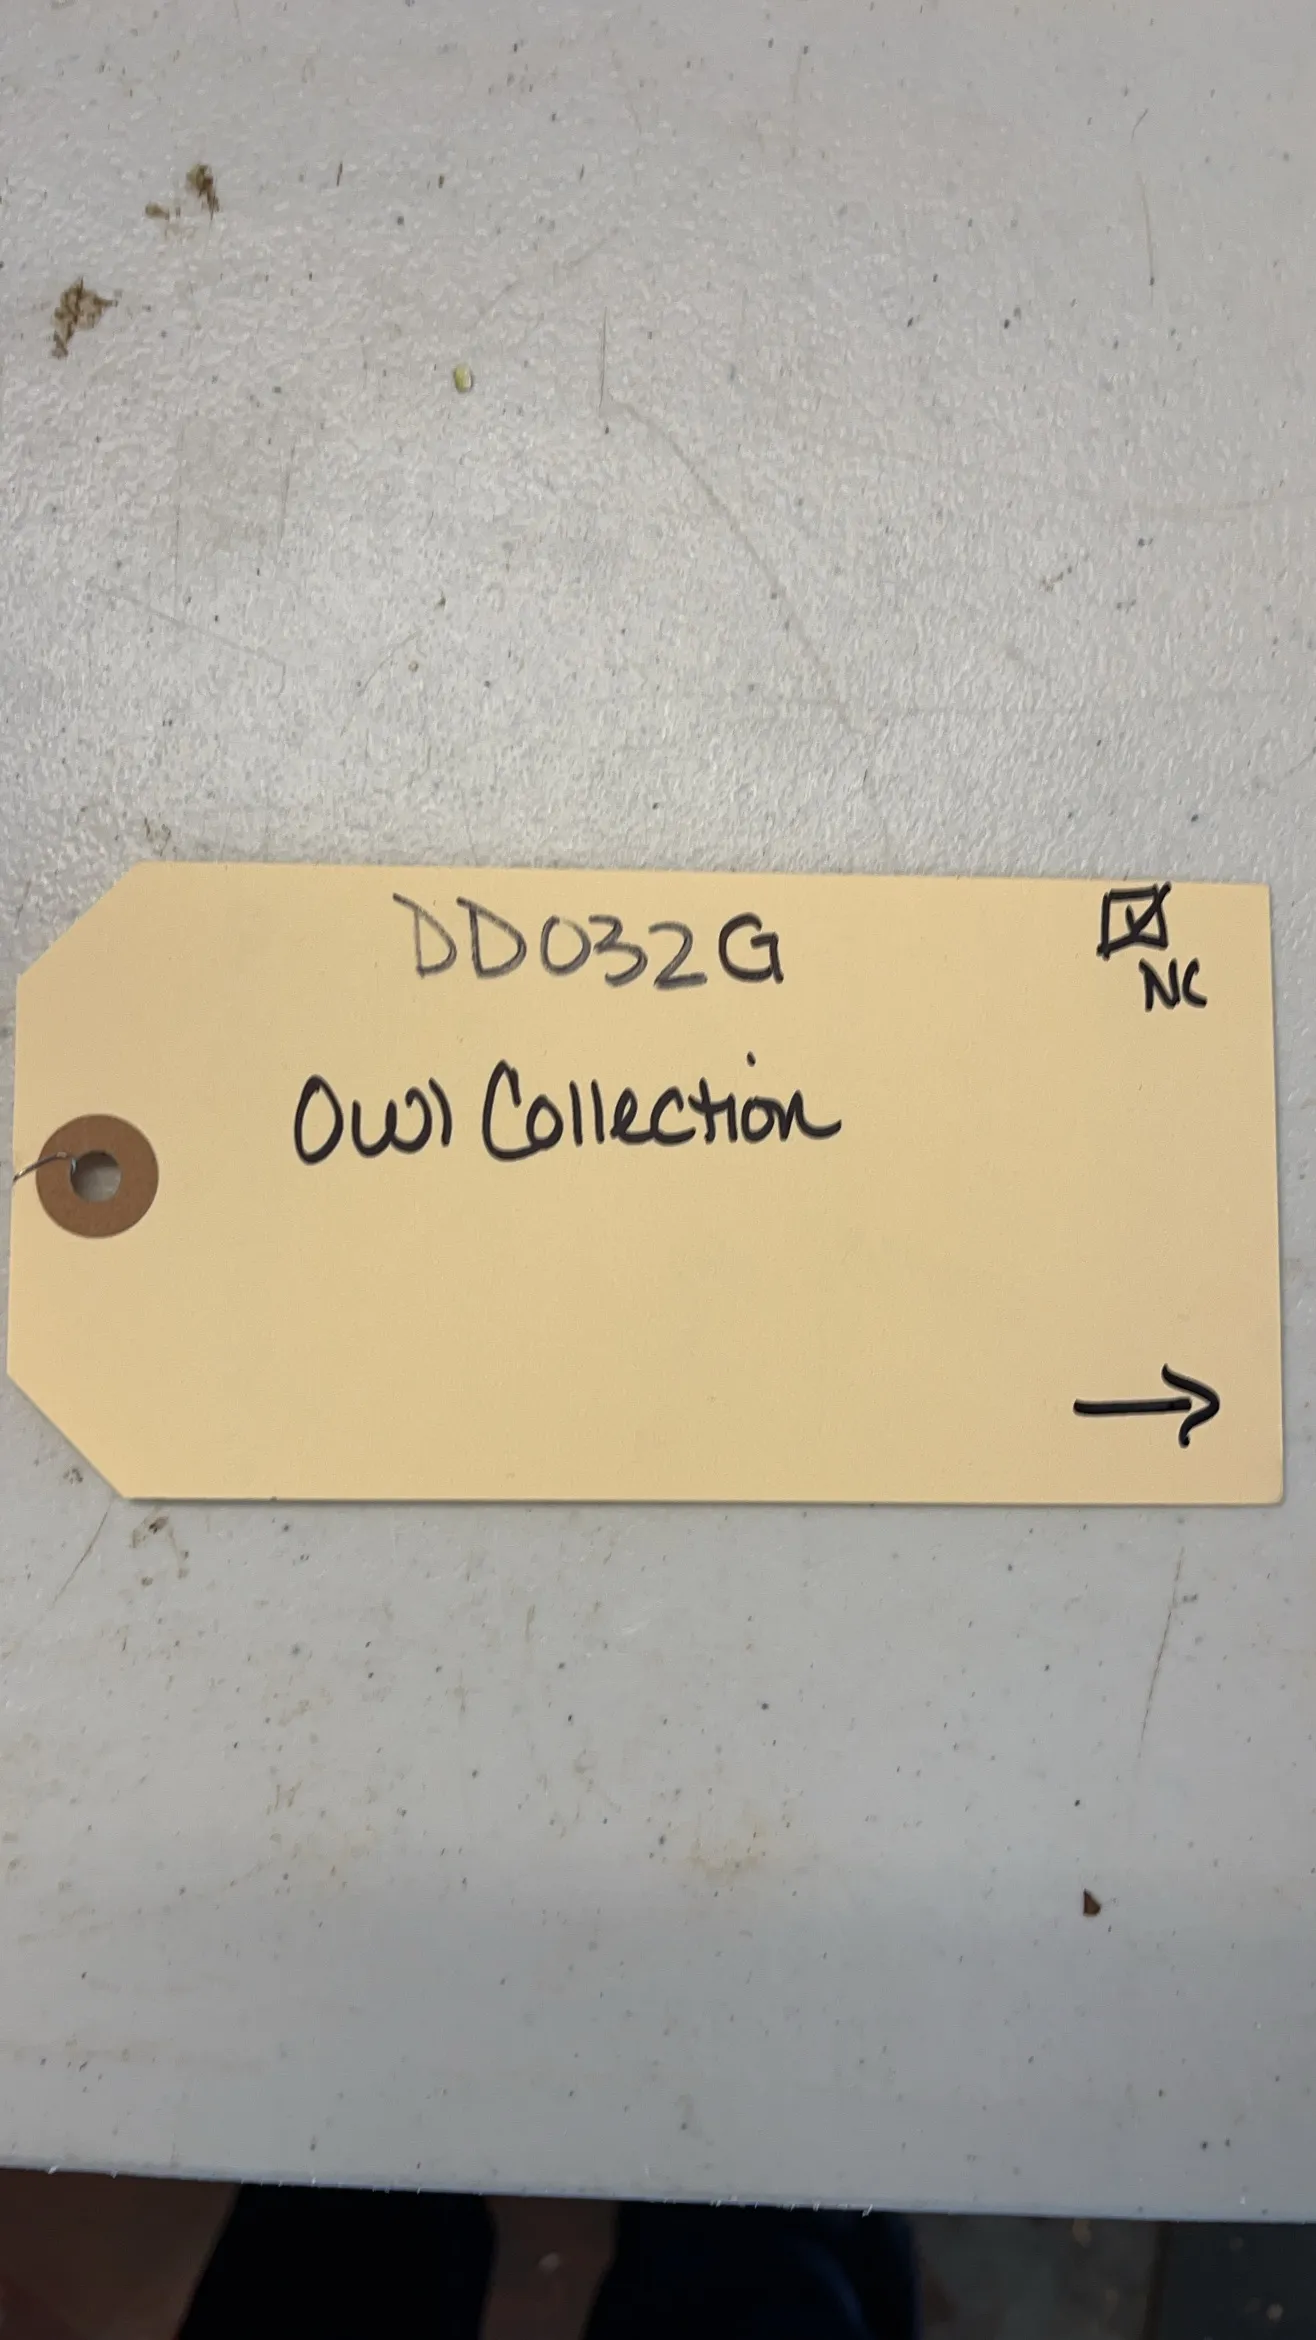 DD032G
☑
NC
Owl Collection
→